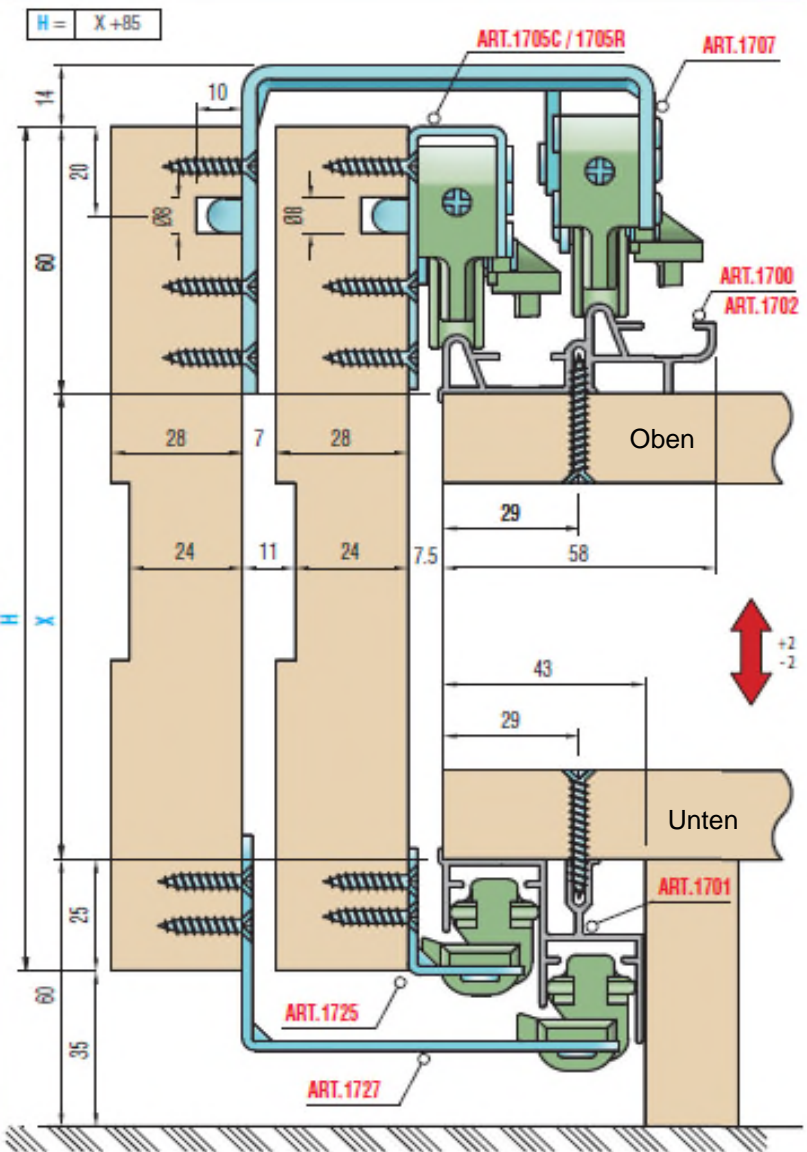 H = X +85
ART.1705C / 1705R
ART.1707
14
10
20
Ø8
Ø8
60
ART.1700
ART.1702
28
7
28
Oben
29
24
11
24
7.5
58
H
X
+2
-2
43
29
Unten
25
ART.1701
60
35
ART.1725
ART.1727